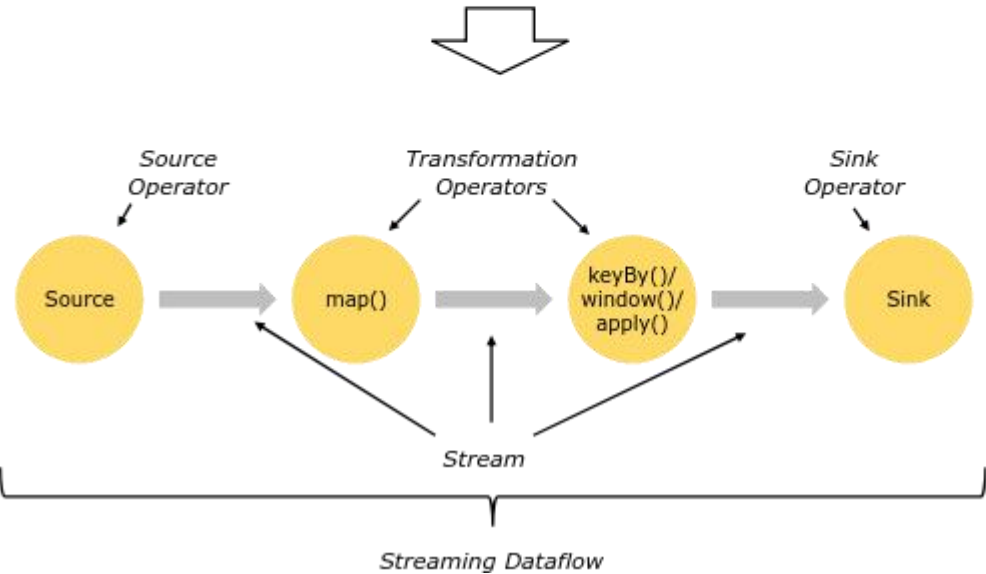 Source
Operator
Transformation
Operators
Sink
Operator
Source
map()
keyBy()/
window()/
apply()
Sink
Stream
Streaming Dataflow